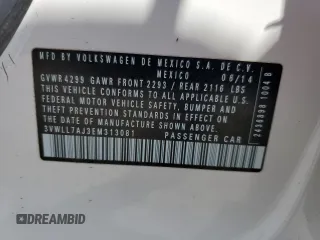 MFD BY VOLKSWAGEN DE MEXICO S.A. DE C.V.
MEXICO 06/14
GVWR4299 GAWR FRONT 2293 / REAR 2116 LBS
THIS VEHICLE CONFORMS TO ALL APPLICABLE
FEDERAL MOTOR VEHICLE SAFETY, BUMPER AND
THEFT PREVENTION STANDARDS IN EFFECT ON THE
DATE OF MANUFACTURE SHOWN ABOVE.
3VWLL7AJ3EM313081 PASSENGER CAR
DREAMBID